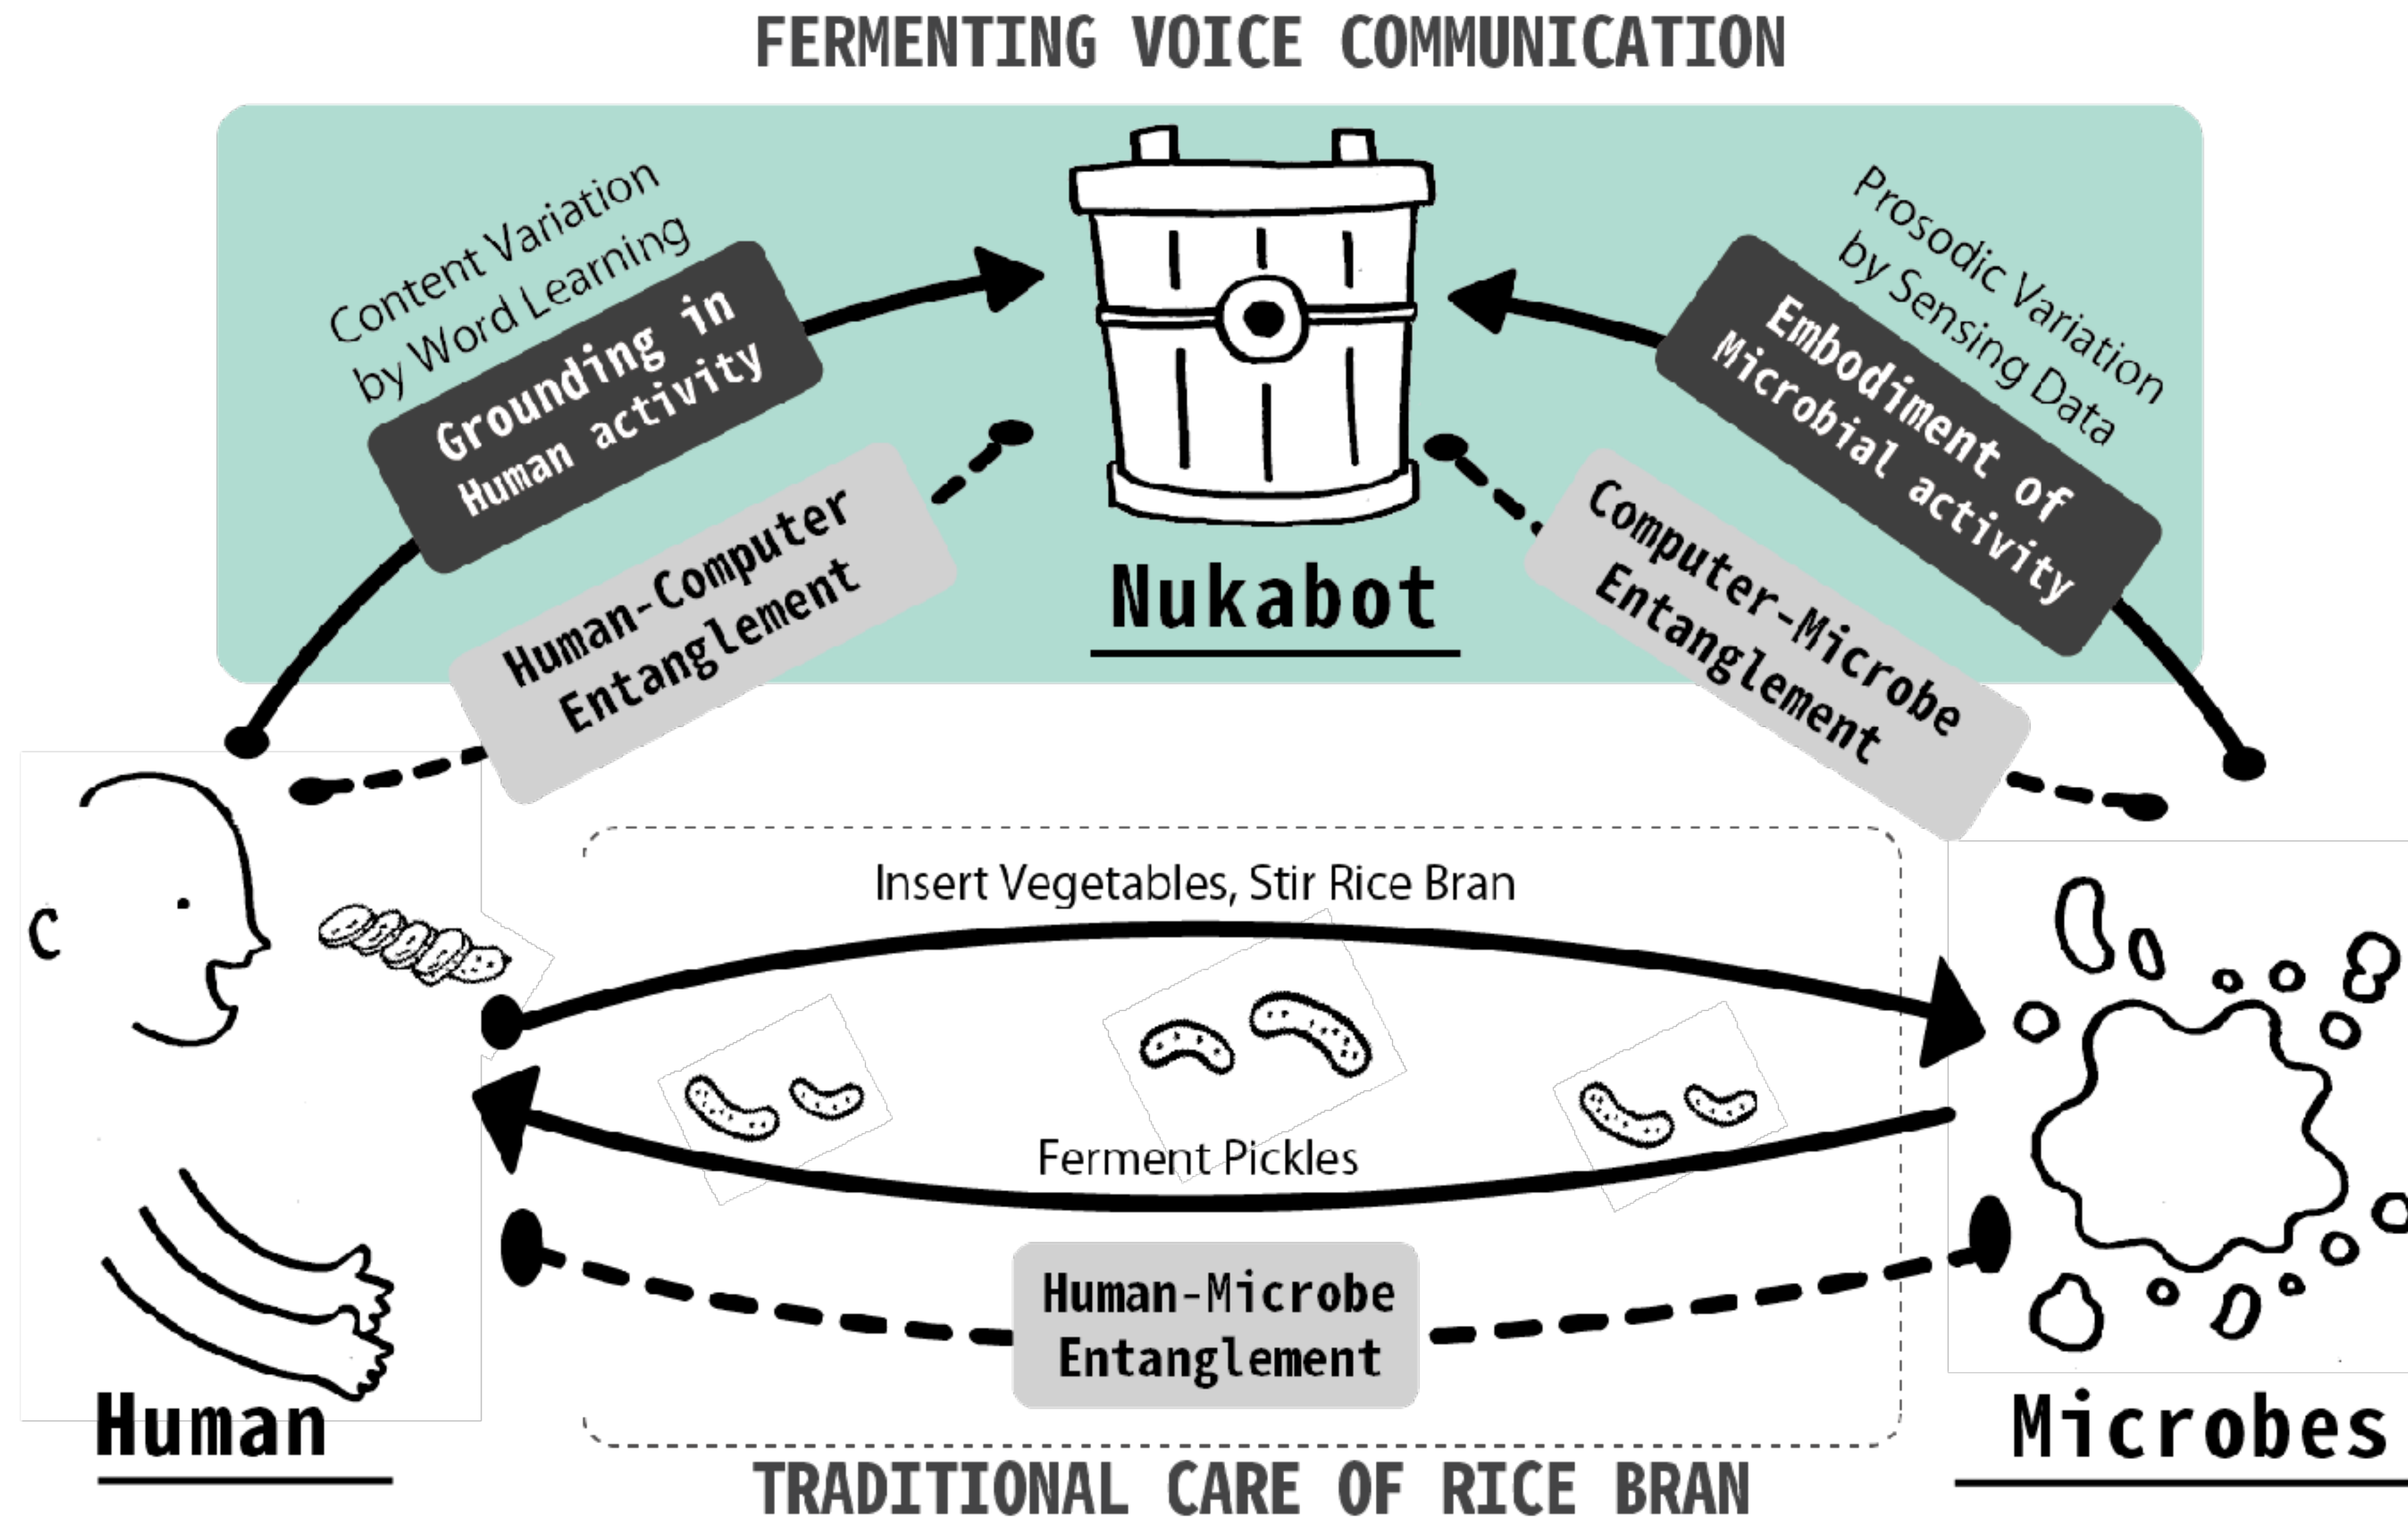 FERMENTING VOICE COMMUNICATION
Content Variation
by Word Learning
Grounding in
Human activity
Human-Computer
Entanglement
Nukabot
Prosodic Variation
by Sensing Data
Embodiment of
Microbial activity
Computer-Microbe
Entanglement
Insert Vegetables, Stir Rice Bran
Ferment Pickles
Human-Microbe
Entanglement
Human
Microbes
TRADITIONAL CARE OF RICE BRAN